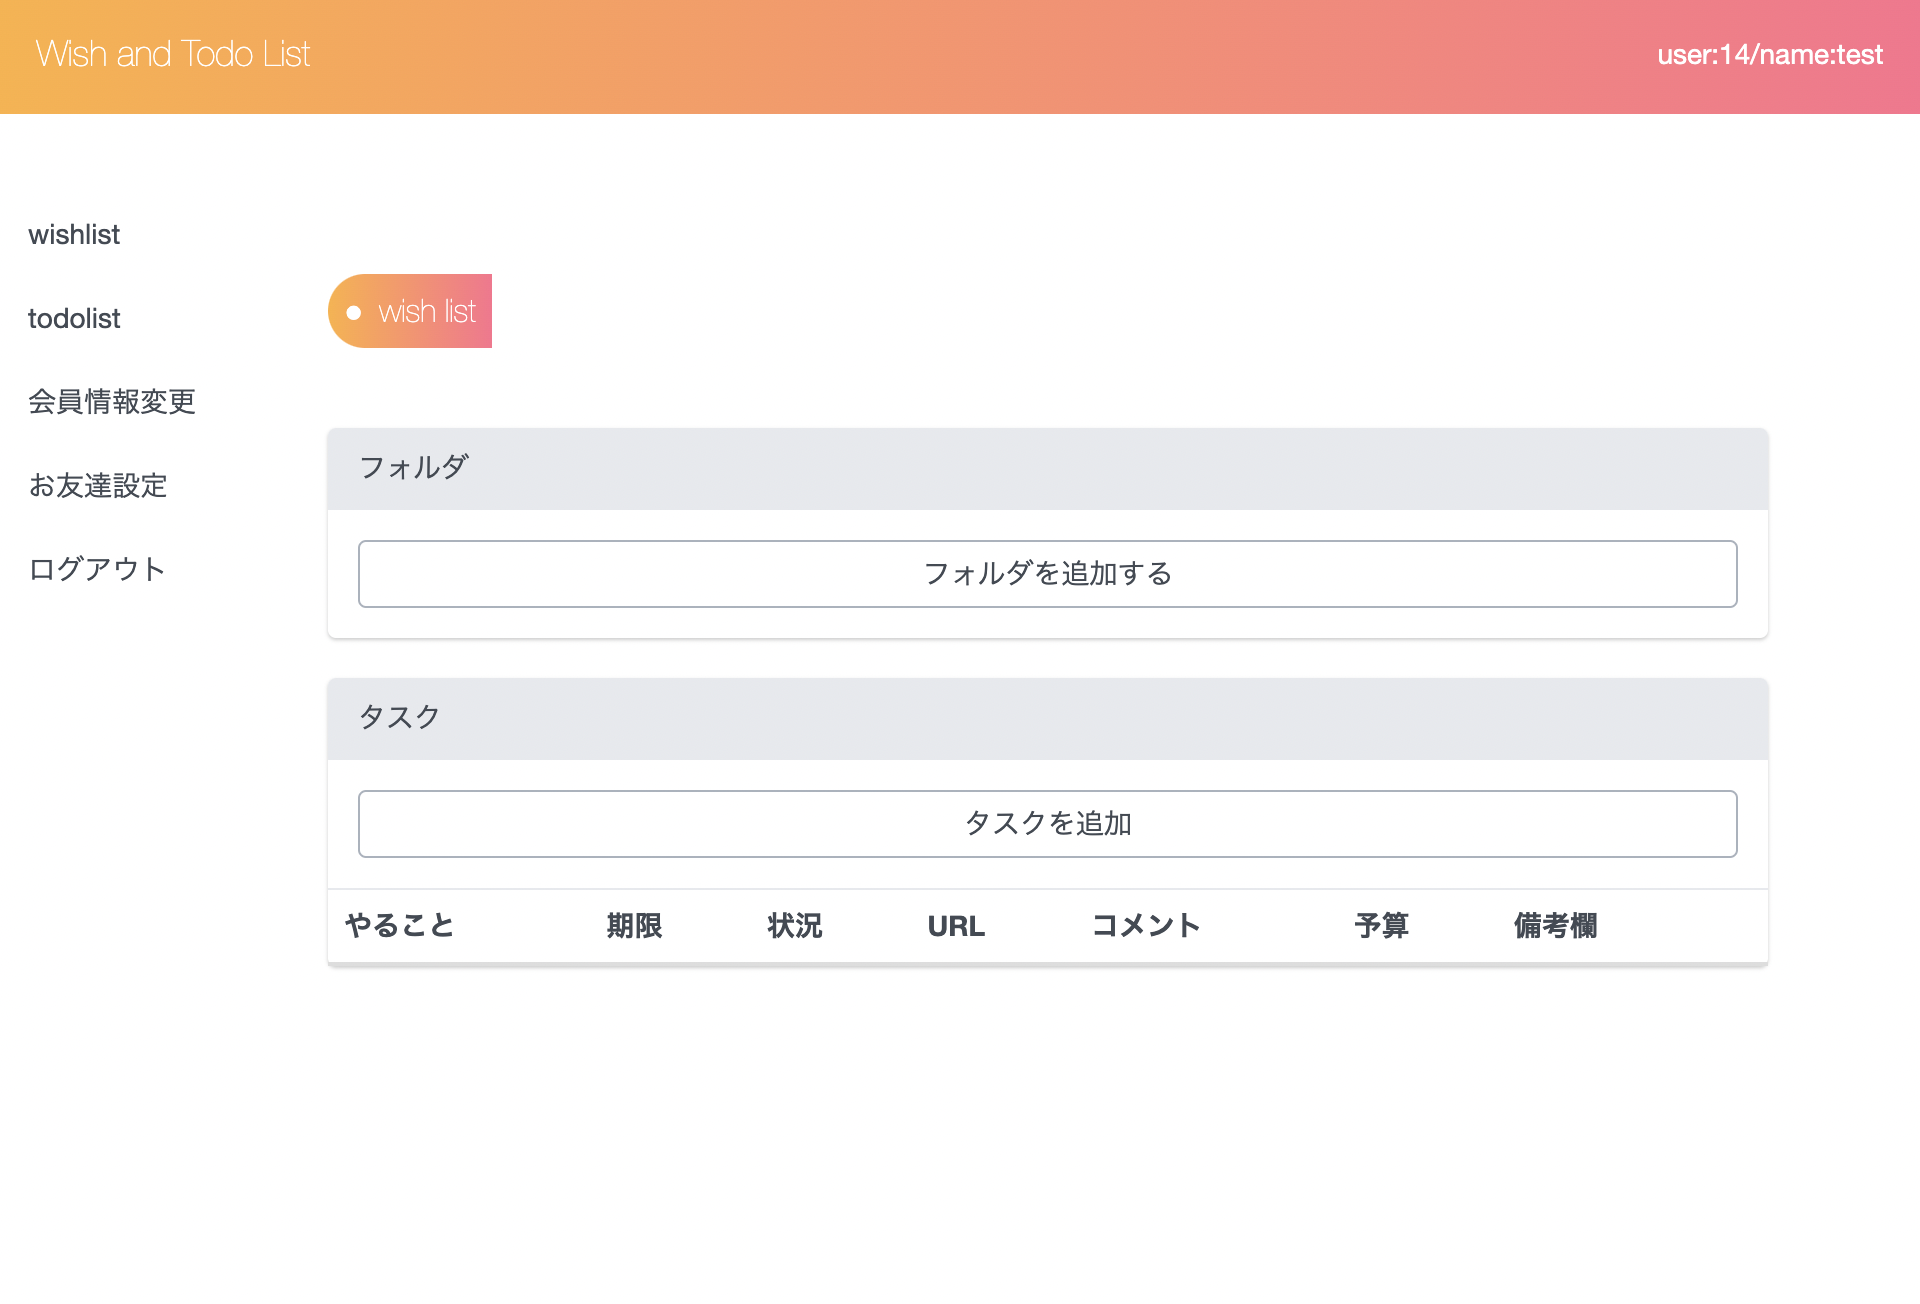 Wish and Todo List
user:14/name:test
wishlist
todolist
会員情報変更
お友達設定
ログアウト
wish list
フォルダ
フォルダを追加する
タスク
タスクを追加
やること 期限 状況 URL コメント 予算 備考欄